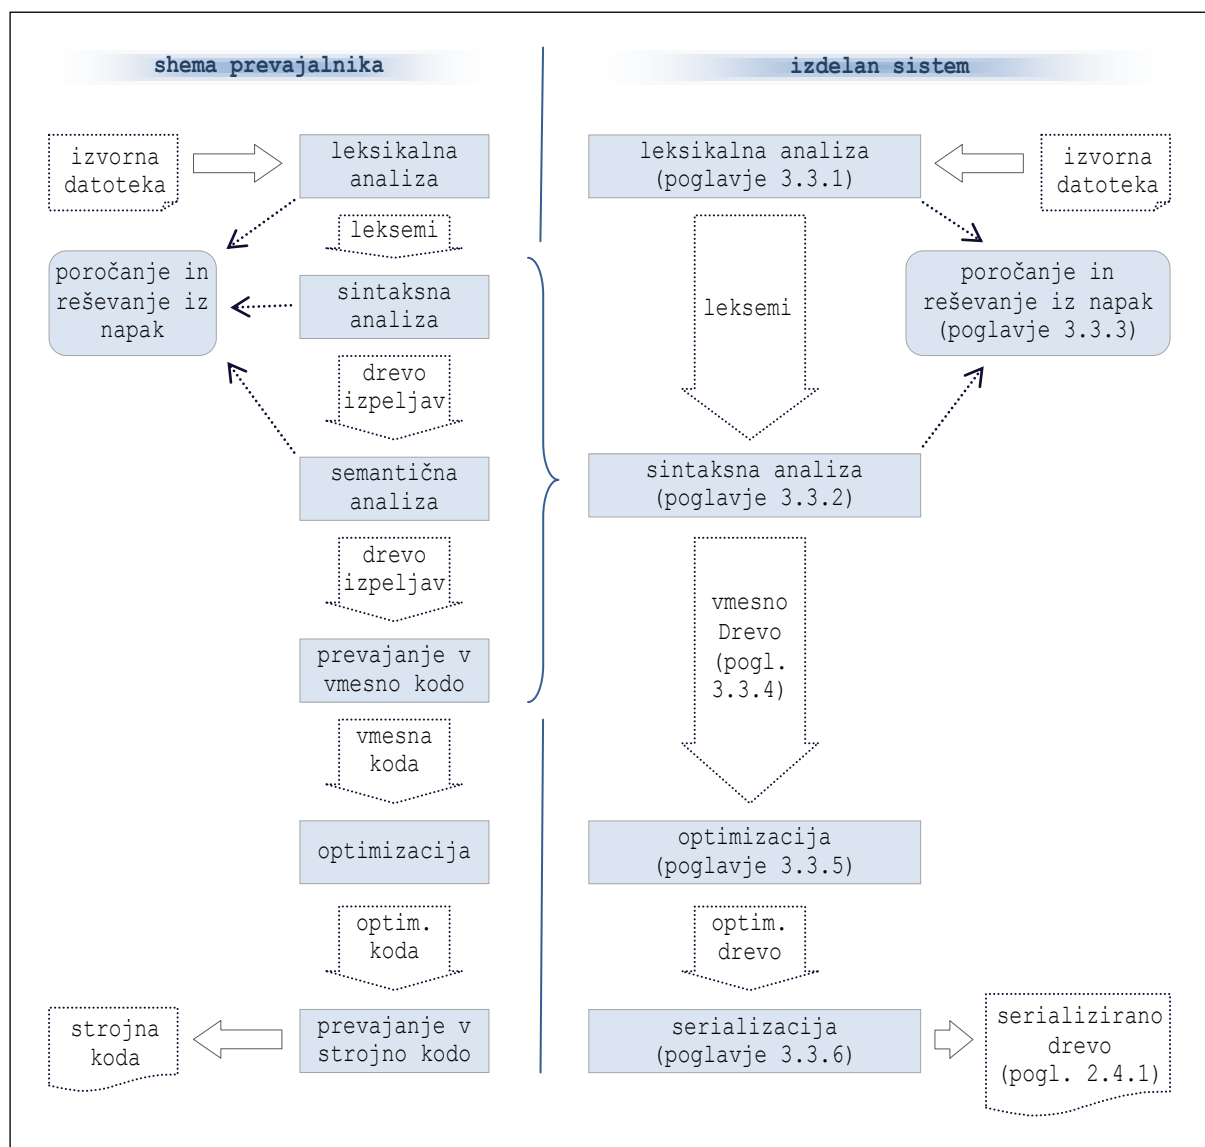 shema prevajalnika
izvorna
datoteka
leksikalna
analiza
leksemi
poročanje in
reševanje iz
napak
sintaksna
analiza
drevo
izpeljav
semantična
analiza
drevo
izpeljav
prevajanje v
vmesno kodo
vmesna
koda
optimizacija
optim.
koda
strojna
koda
prevajanje v
strojno kodo
izdelan sistem
leksikalna analiza
(poglavje 3.3.1)
izvorna
datoteka
leksemi
poročanje in
reševanje iz napak
(poglavje 3.3.3)
sintaksna analiza
(poglavje 3.3.2)
vmesno
Drevo
(pogl.
3.3.4)
optimizacija
(poglavje 3.3.5)
optim.
drevo
serializacija
(poglavje 3.3.6)
serializirano
drevo
(pogl. 2.4.1)